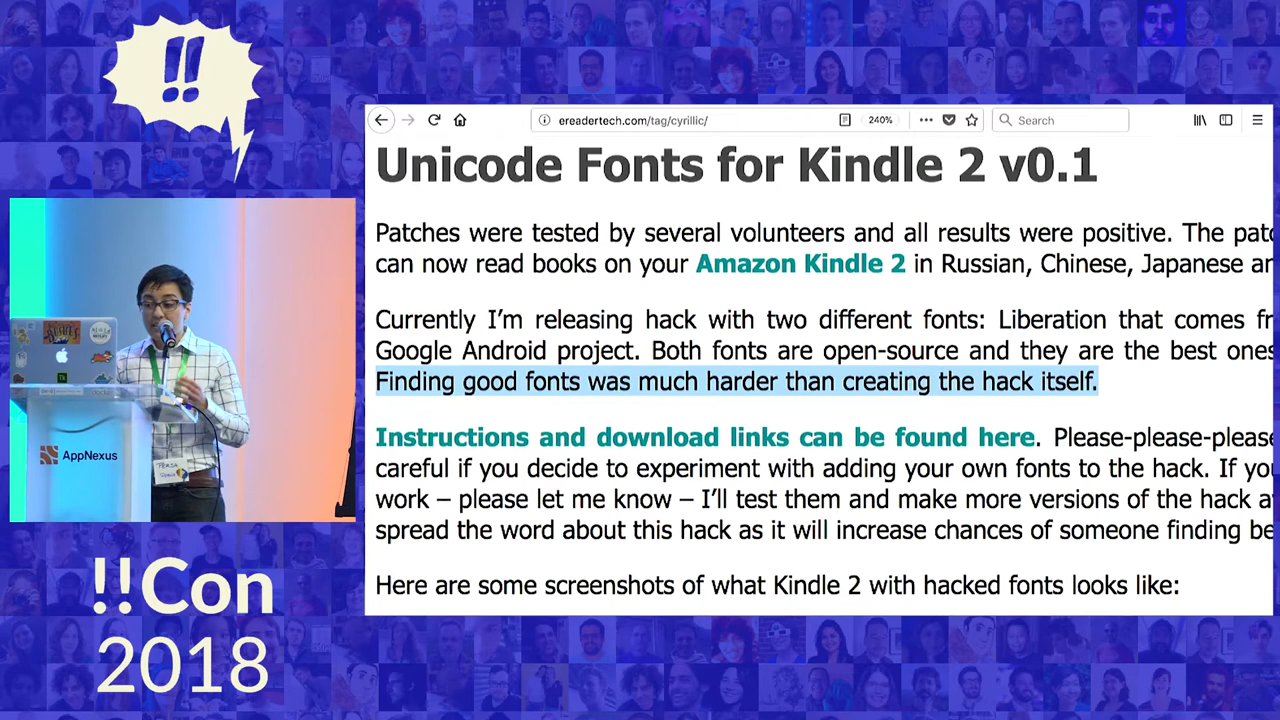 !!
ereadertech.com/tag/cyrillic/
240%
Search
Unicode Fonts for Kindle 2 v0.1
Patches were tested by several volunteers and all results were positive. The
can now read books on your Amazon Kindle 2 in Russian, Chinese, Japanese
Currently I'm releasing hack with two different fonts: Liberation that comes
Google Android project. Both fonts are open-source and they are the best ones
Finding good fonts was much harder than creating the hack itself.
Instructions and download links can be found here. Please-please-please
careful if you decide to experiment with adding your own fonts to the hack. If
work – please let me know – I'll test them and make more versions of the hack
spread the word about this hack as it will increase chances of someone finding
Here are some screenshots of what Kindle 2 with hacked fonts looks like:
AppNexus
!!Con
2018